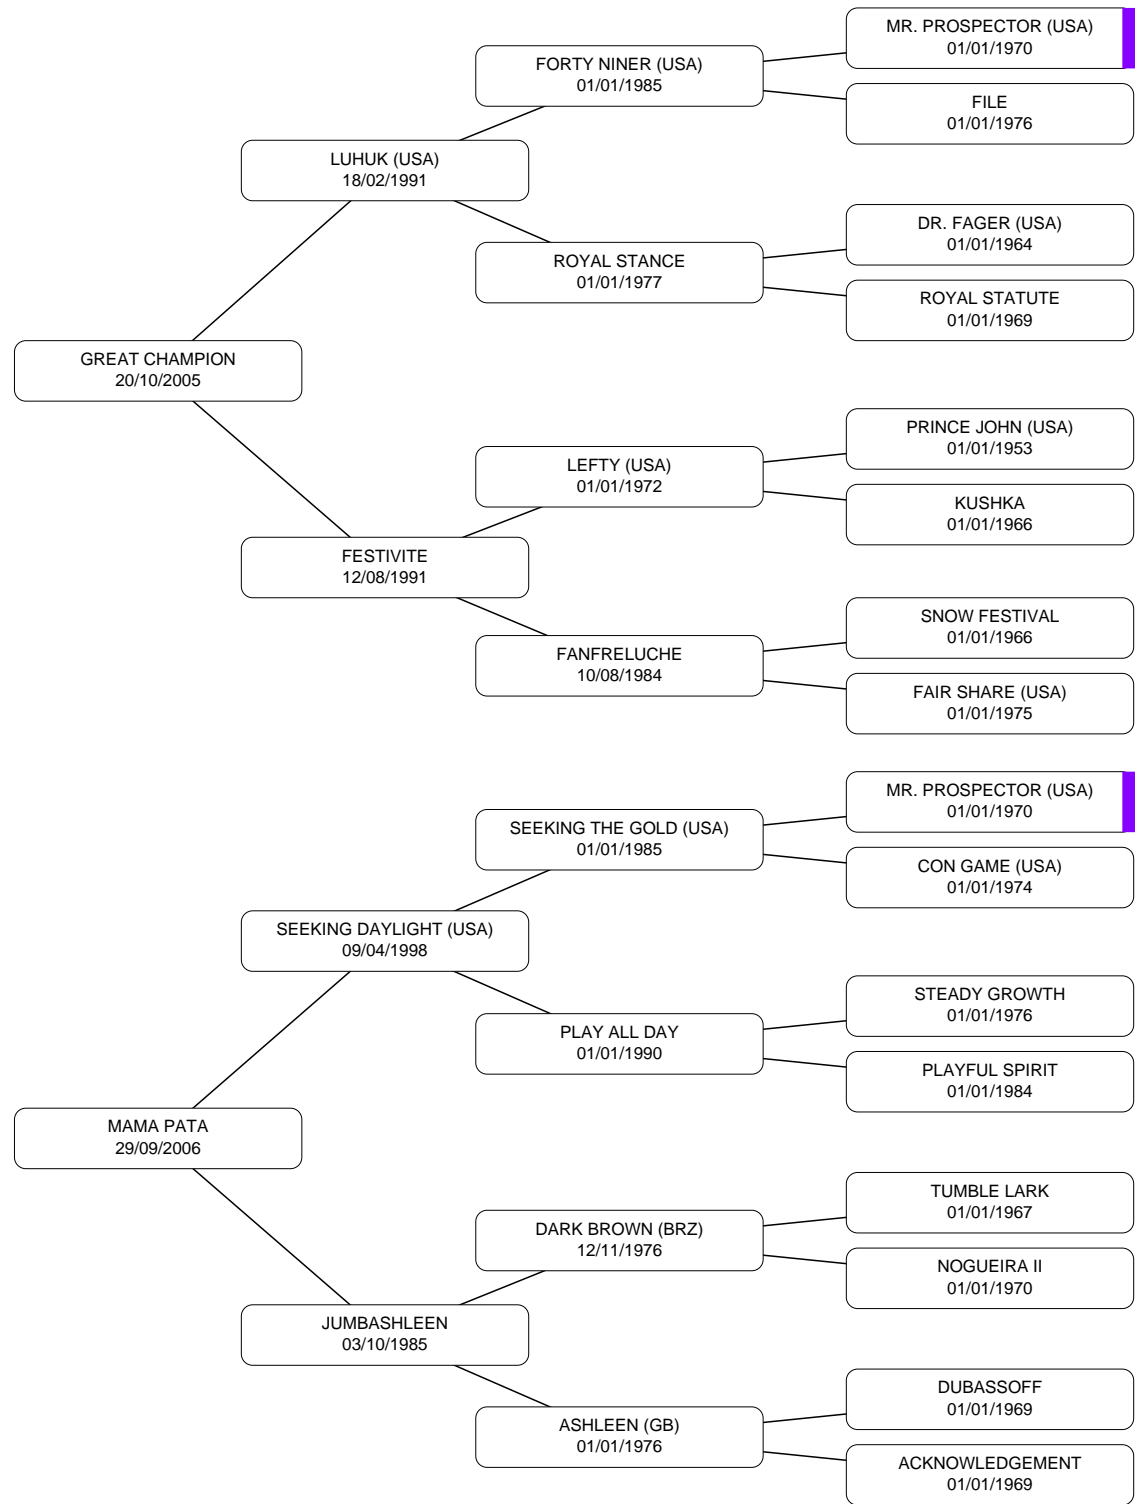 MR. PROSPECTOR (USA)
01/01/1970
FORTY NINER (USA)
01/01/1985
FILE
01/01/1976
LUHUK (USA)
18/02/1991
DR. FAGER (USA)
01/01/1964
ROYAL STANCE
01/01/1977
ROYAL STATUTE
01/01/1969
GREAT CHAMPION
20/10/2005
PRINCE JOHN (USA)
01/01/1953
LEFTY (USA)
01/01/1972
KUSHKA
01/01/1966
FESTIVITE
12/08/1991
SNOW FESTIVAL
01/01/1966
FANFRELUCHE
10/08/1984
FAIR SHARE (USA)
01/01/1975
MR. PROSPECTOR (USA)
01/01/1970
SEEKING THE GOLD (USA)
01/01/1985
CON GAME (USA)
01/01/1974
SEEKING DAYLIGHT (USA)
09/04/1998
STEADY GROWTH
01/01/1976
PLAY ALL DAY
01/01/1990
PLAYFUL SPIRIT
01/01/1984
MAMA PATA
29/09/2006
TUMBLE LARK
01/01/1967
DARK BROWN (BRZ)
12/11/1976
NOGUEIRA II
01/01/1970
JUMBASHLEEN
03/10/1985
DUBASSOFF
01/01/1969
ASHLEEN (GB)
01/01/1976
ACKNOWLEDGEMENT
01/01/1969